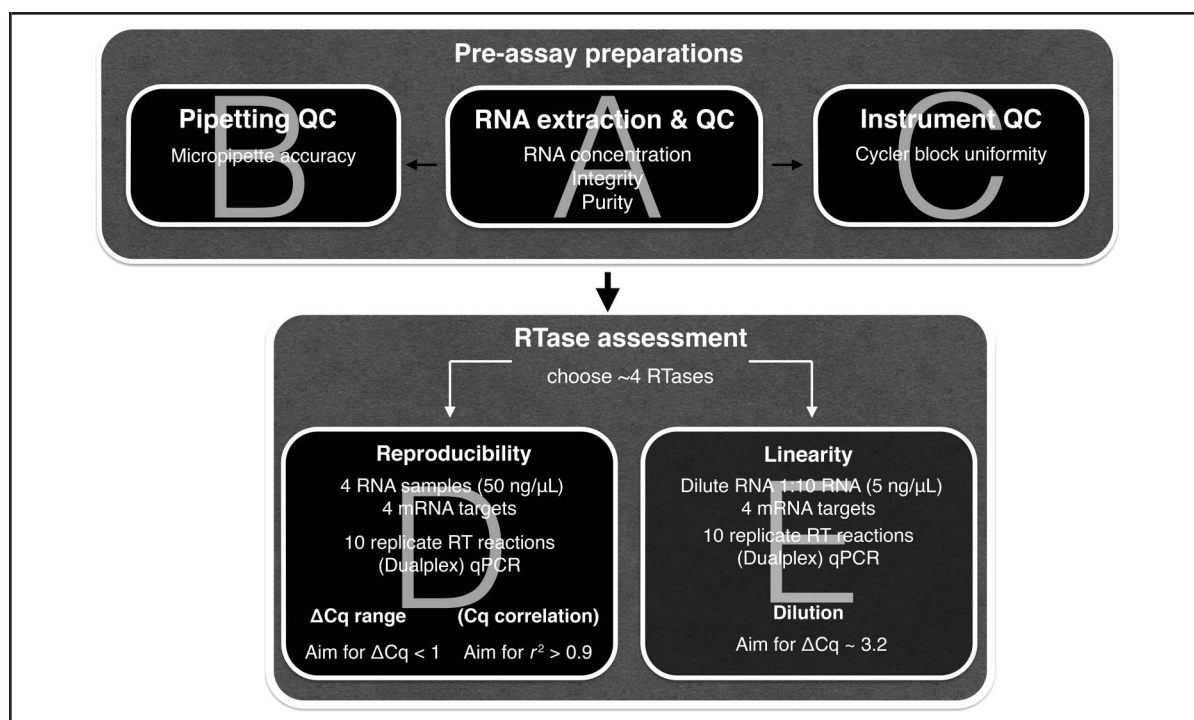 Pre-assay preparations
B
Pipetting QC
Micropipette accuracy
A
RNA extraction & QC
RNA concentration
Integrity
Purity
C
Instrument QC
Cycler block uniformity
RTase assessment
choose ~4 RTases
D
Reproducibility
4 RNA samples (50 ng/µL)
4 mRNA targets
10 replicate RT reactions
(Dualplex) qPCR
ΔCq range
Aim for ΔCq < 1
(Cq correlation)
Aim for r² > 0.9
E
Linearity
Dilute RNA 1:10 RNA (5 ng/µL)
4 mRNA targets
10 replicate RT reactions
(Dualplex) qPCR
Dilution
Aim for ΔCq ~ 3.2